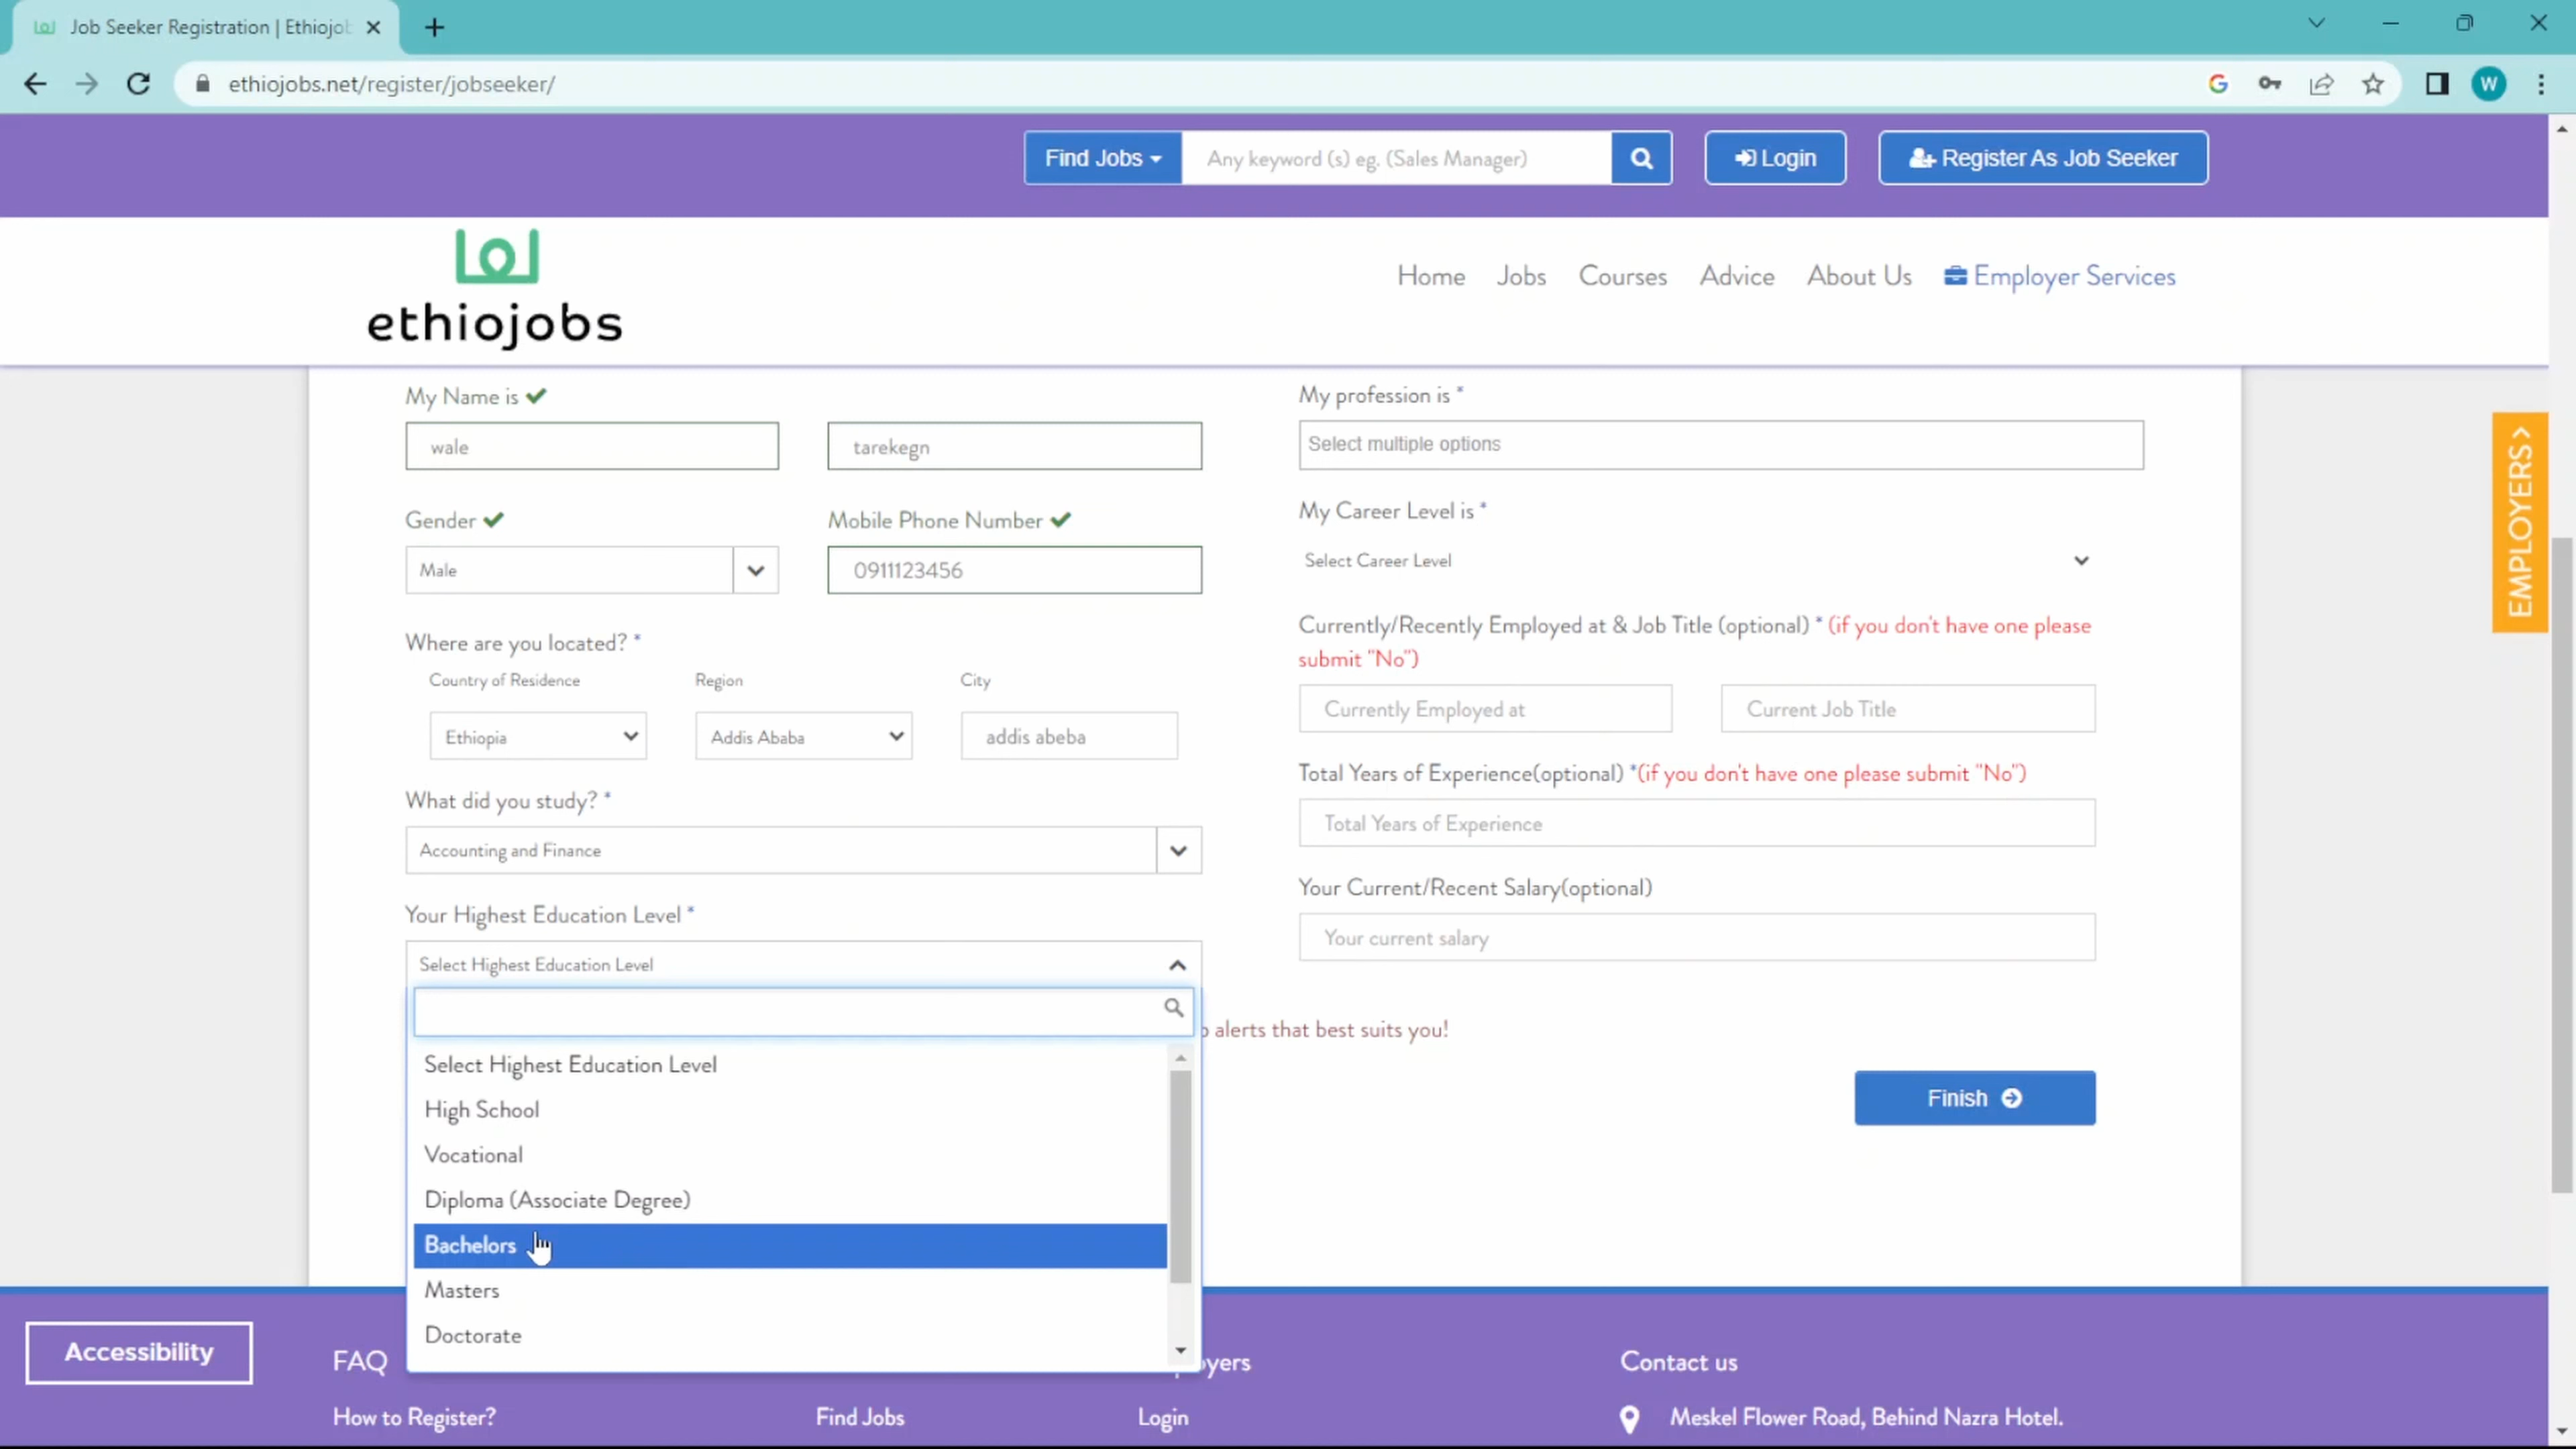 Job Seeker Registration | Ethiojob
ethiojobs.net/register/jobseeker/
W
Find Jobs
Any keyword (s) eg. (Sales Manager)
Login
Register As Job Seeker
ethiojobs
Home
Jobs
Courses
Advice
About Us
Employer Services
My Name is
wale
tarekegn
Gender
Mobile Phone Number
Male
0911123456
Where are you located? *
Country of Residence
Region
City
Ethiopia
Addis Ababa
addis abeba
What did you study? *
Accounting and Finance
Your Highest Education Level *
Select Highest Education Level
Select Highest Education Level
High School
Vocational
Diploma (Associate Degree)
Bachelors
Masters
Doctorate
My profession is *
Select multiple options
My Career Level is *
Select Career Level
Currently/Recently Employed at & Job Title (optional) * (if you don't have one please
submit "No")
Currently Employed at
Current Job Title
Total Years of Experience(optional) *(if you don't have one please submit "No")
Total Years of Experience
Your Current/Recent Salary(optional)
Your current salary
alerts that best suits you!
Finish
EMPLOYERS
Accessibility
FAQ
Contact us
How to Register?
Find Jobs
Login
Meskel Flower Road, Behind Nazra Hotel.